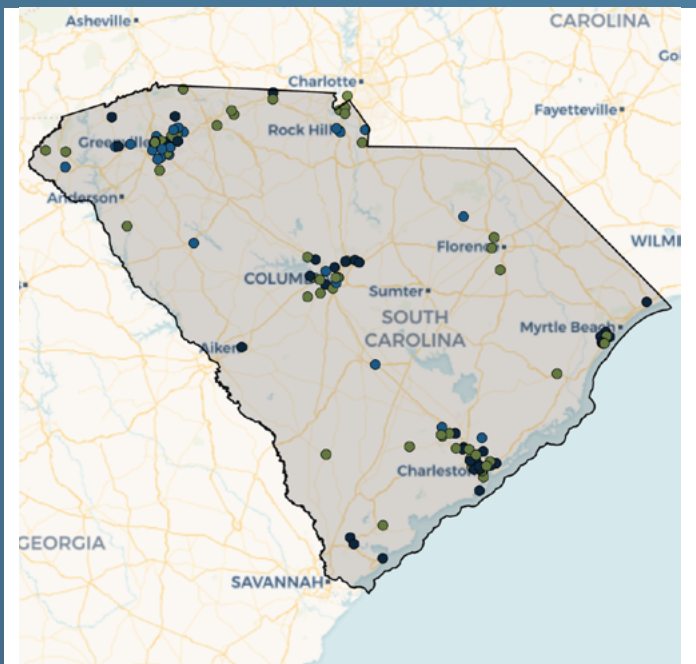 Asheville
CAROLINA
Charlotte
Fayetteville
Rock Hill
Greenville
Anderson
Florence
WILMI
COLUM
Sumter
SOUTH
CAROLINA
Myrtle Beach
Aiken
Charleston
GEORGIA
SAVANNAH